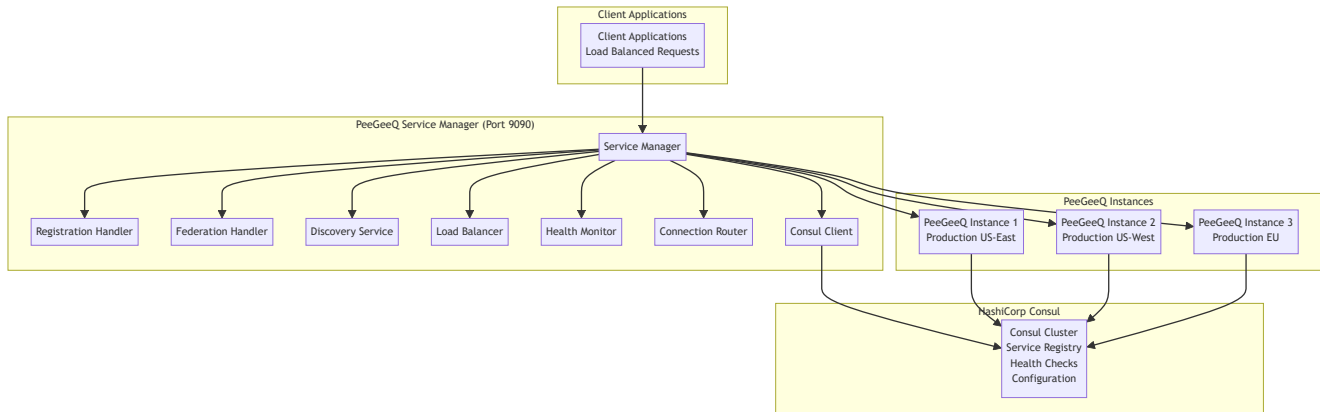 Client Applications
Client Applications
Load Balanced Requests
PeeGeeQ Service Manager (Port 9090)
Service Manager
Registration Handler
Federation Handler
Discovery Service
Load Balancer
Health Monitor
Connection Router
Consul Client
PeeGeeQ Instances
PeeGeeQ Instance 1
Production US-East
PeeGeeQ Instance 2
Production US-West
PeeGeeQ Instance 3
Production EU
HashiCorp Consul
Consul Cluster
Service Registry
Health Checks
Configuration